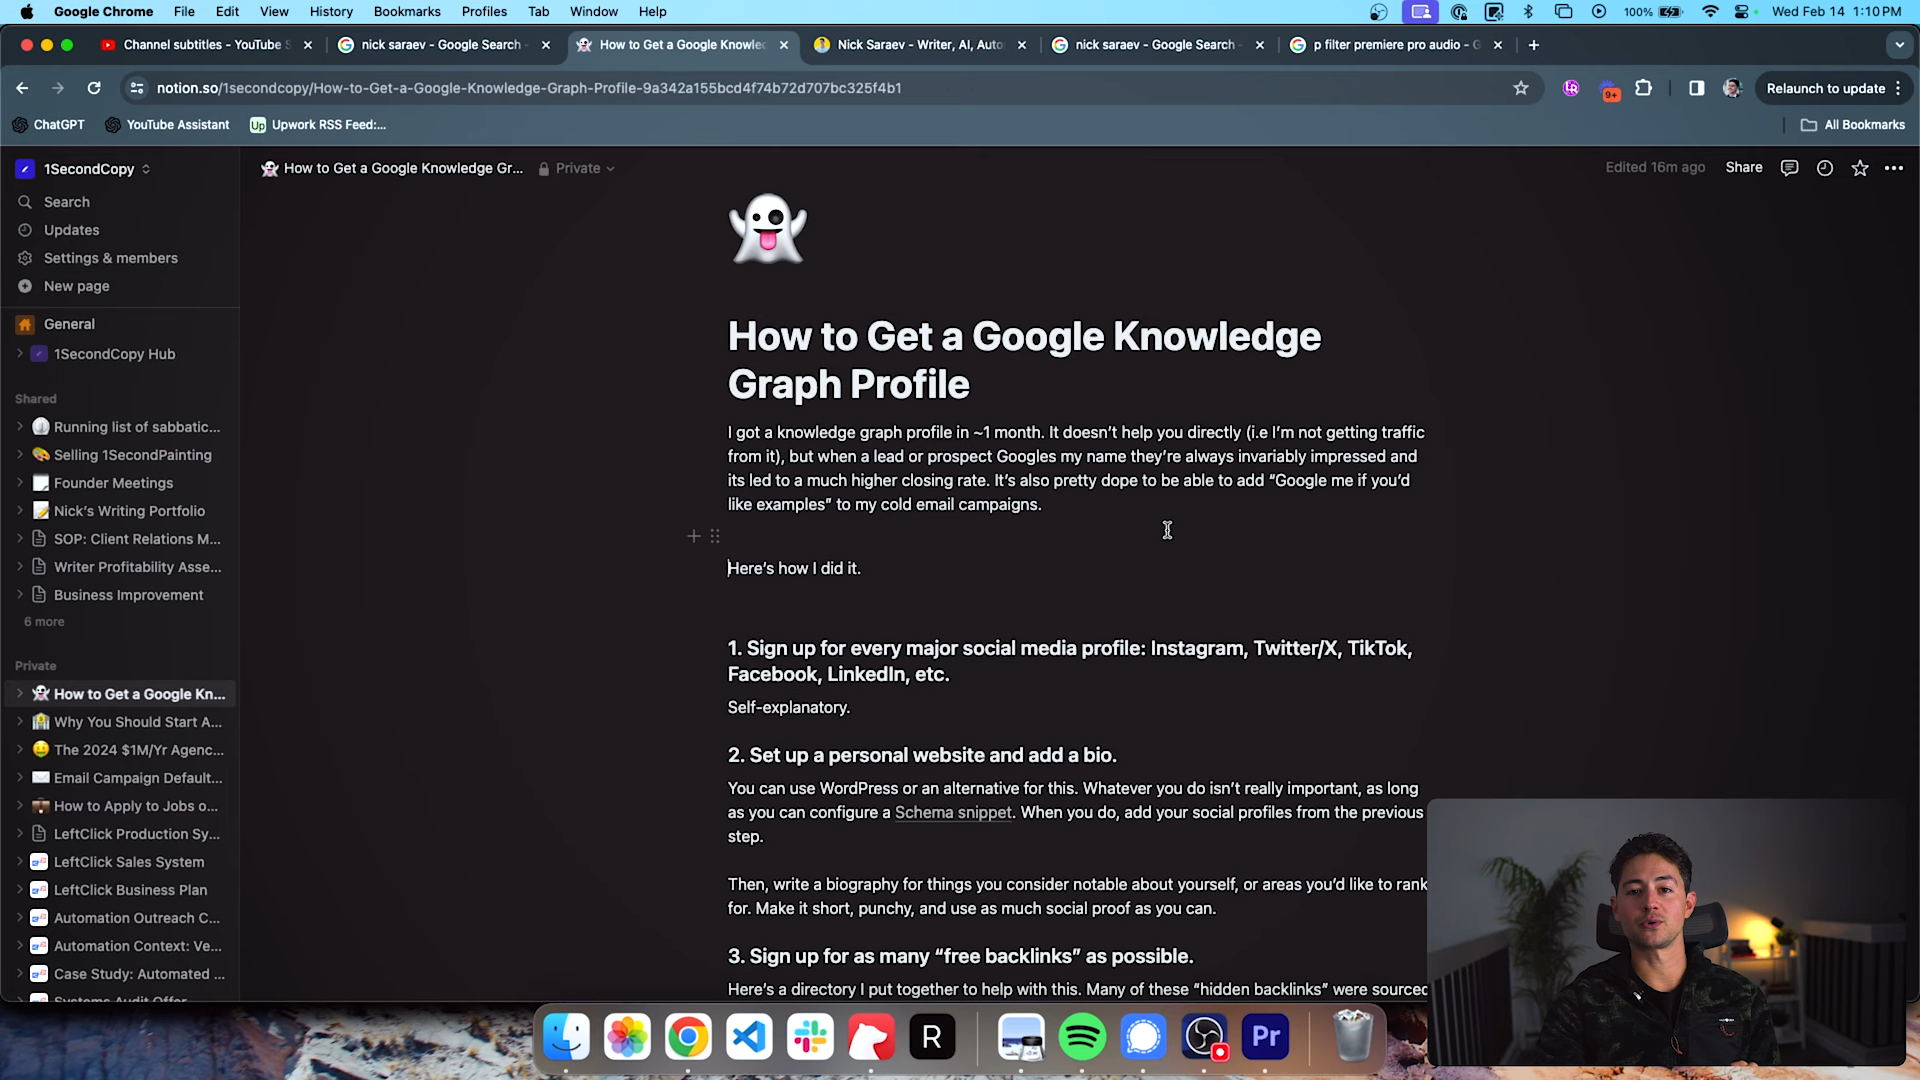 Google Chrome File Edit View History Bookmarks Profiles Tab Window Help 100% Wed Feb 14 1:10 PM
Channel subtitles - YouTube S nick saraev - Google Search - How to Get a Google Knowle Nick Saraev - Writer, AI, Auto nick saraev - Google Search - p filter premiere pro audio - G
notion.so/1secondcopy/How-to-Get-a-Google-Knowledge-Graph-Profile-9a342a155bcd4f74b72d707bc325f4b1 9+ Relaunch to update
ChatGPT YouTube Assistant Up Upwork RSS Feed:... All Bookmarks
1SecondCopy
Search
Updates
Settings & members
New page
General
1SecondCopy Hub
Shared
Running list of sabbatic...
Selling 1SecondPainting
Founder Meetings
Nick's Writing Portfolio
SOP: Client Relations M...
Writer Profitability Asse...
Business Improvement
6 more
Private
How to Get a Google Kn...
Why You Should Start A...
The 2024 $1M/Yr Agenc...
Email Campaign Default...
How to Apply to Jobs o...
LeftClick Production Sy...
LeftClick Sales System
LeftClick Business Plan
Automation Outreach C...
Automation Context: Ve...
Case Study: Automated ...
Systems Audit Offer
How to Get a Google Knowledge Gr... Private Edited 16m ago Share
How to Get a Google Knowledge
Graph Profile
I got a knowledge graph profile in ~1 month. It doesn't help you directly (i.e I'm not getting traffic
from it), but when a lead or prospect Googles my name they're always invariably impressed and
its led to a much higher closing rate. It's also pretty dope to be able to add “Google me if you'd
like examples” to my cold email campaigns.
Here's how I did it.
1. Sign up for every major social media profile: Instagram, Twitter/X, TikTok,
Facebook, LinkedIn, etc.
Self-explanatory.
2. Set up a personal website and add a bio.
You can use WordPress or an alternative for this. Whatever you do isn't really important, as long
as you can configure a Schema snippet. When you do, add your social profiles from the previous
step.
Then, write a biography for things you consider notable about yourself, or areas you'd like to rank
for. Make it short, punchy, and use as much social proof as you can.
3. Sign up for as many “free backlinks” as possible.
Here's a directory I put together to help with this. Many of these “hidden backlinks” were sourced
R Pr